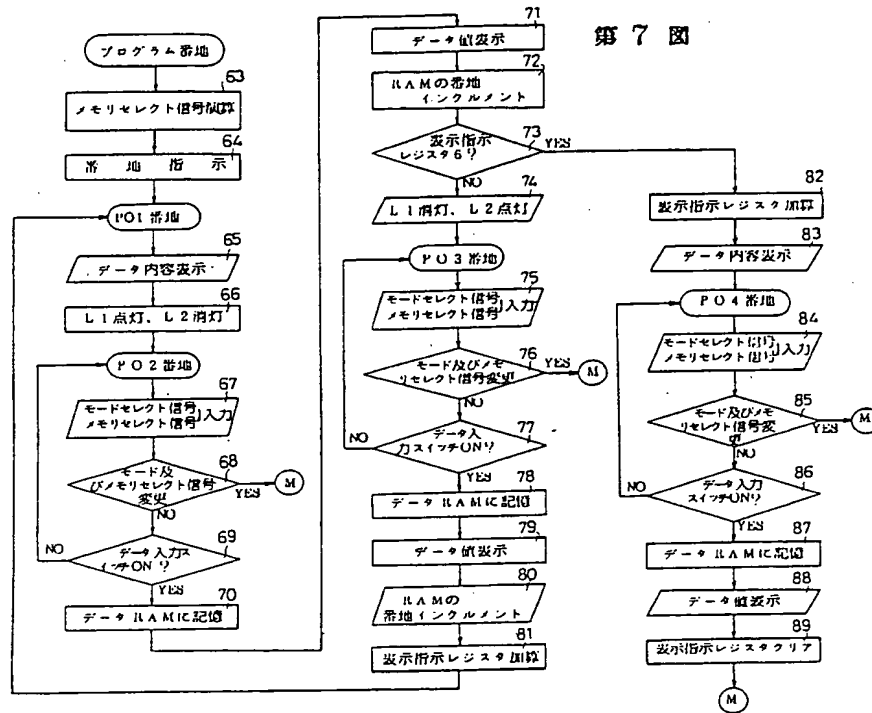 第 7 図
プログラム番地
63
メモリセレクト信号加算
64
番 地 指 示
PO1番地
65
データ内容表示
66
L1点灯、L2消灯
PO2番地
67
モードセレクト信号
メモリセレクト信号 入力
68
モード及
びメモリセレクト信号
変更
YES
M
NO
69
データ入力ス
イッチON?
NO
YES
70
データRAMに記憶
71
データ値表示
72
RAMの番地
インクルメント
73
表示指示
レジスタ6?
YES
NO
74
L1消灯、L2点灯
PO3番地
75
モードセレクト信号
メモリセレクト信号 入力
76
モード及びメモ
リセレクト信号変更
YES
M
NO
77
データ入
力スイッチON?
NO
YES
78
データRAMに記憶
79
データ値表示
80
RAMの
番地インクルメント
81
表示指示レジスタ加算
82
表示指示レジスタ加算
83
データ内容表示
PO4番地
84
モードセレクト信号
メモリセレクト信号 入力
85
モード及びメモ
リセレクト信号変
更
YES
M
NO
86
データ入力
スイッチON?
NO
YES
87
データRAMに記憶
88
データ値表示
89
表示指示レジスタクリア
M